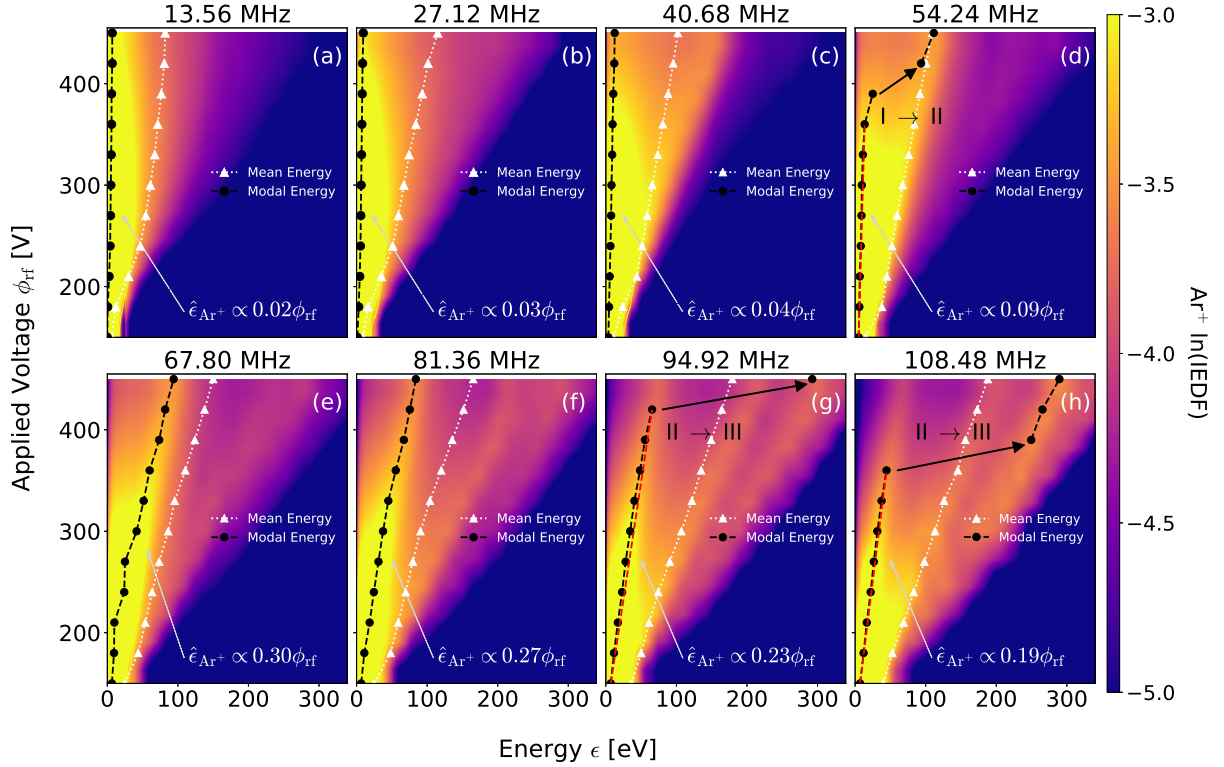 13.56 MHz 27.12 MHz 40.68 MHz 54.24 MHz
(a) (b) (c) (d)
I → II
Mean Energy Mean Energy Mean Energy Mean Energy
Modal Energy Modal Energy Modal Energy Modal Energy
ϵ̂Ar+ ∝ 0.02ϕrf ϵ̂Ar+ ∝ 0.03ϕrf ϵ̂Ar+ ∝ 0.04ϕrf ϵ̂Ar+ ∝ 0.09ϕrf
400
300
200
67.80 MHz 81.36 MHz 94.92 MHz 108.48 MHz
(e) (f) (g) (h)
II → III II → III
Mean Energy Mean Energy Mean Energy Mean Energy
Modal Energy Modal Energy Modal Energy Modal Energy
ϵ̂Ar+ ∝ 0.30ϕrf ϵ̂Ar+ ∝ 0.27ϕrf ϵ̂Ar+ ∝ 0.23ϕrf ϵ̂Ar+ ∝ 0.19ϕrf
400
300
200
0 100 200 300 0 100 200 300 0 100 200 300 0 100 200 300
Applied Voltage ϕrf [V]
Energy ϵ [eV]
−3.0
−3.5
−4.0
−4.5
−5.0
Ar+ ln(IEDF)